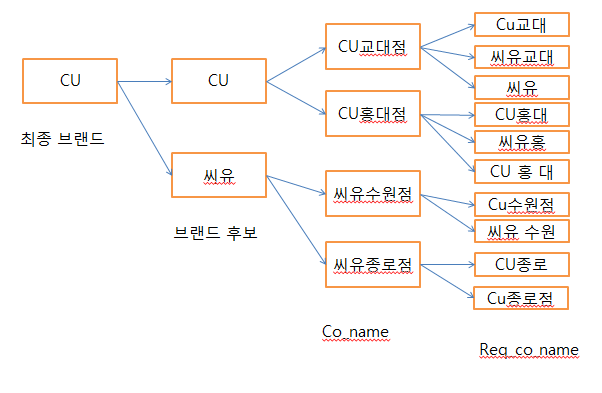 CU
최종 브랜드
CU
씨유
브랜드 후보
CU교대점
CU홍대점
씨유수원점
씨유종로점
Co_name
Cu교대
씨유교대
씨유
CU홍대
씨유홍
CU 홍 대
Cu수원점
씨유 수원
CU종로
Cu종로점
Req_co_name